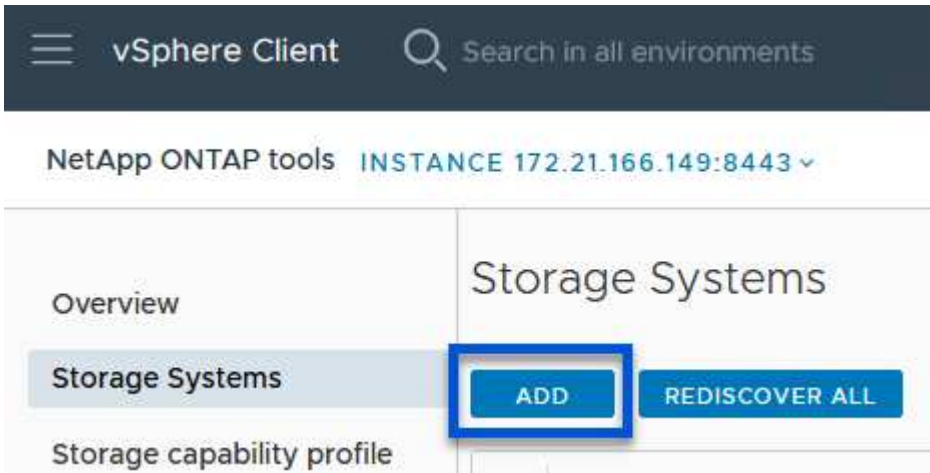 vSphere Client Search in all environments
NetApp ONTAP tools INSTANCE 172.21.166.149:8443
Storage Systems
Overview
Storage Systems
ADD REDISCOVER ALL
Storage capability profile